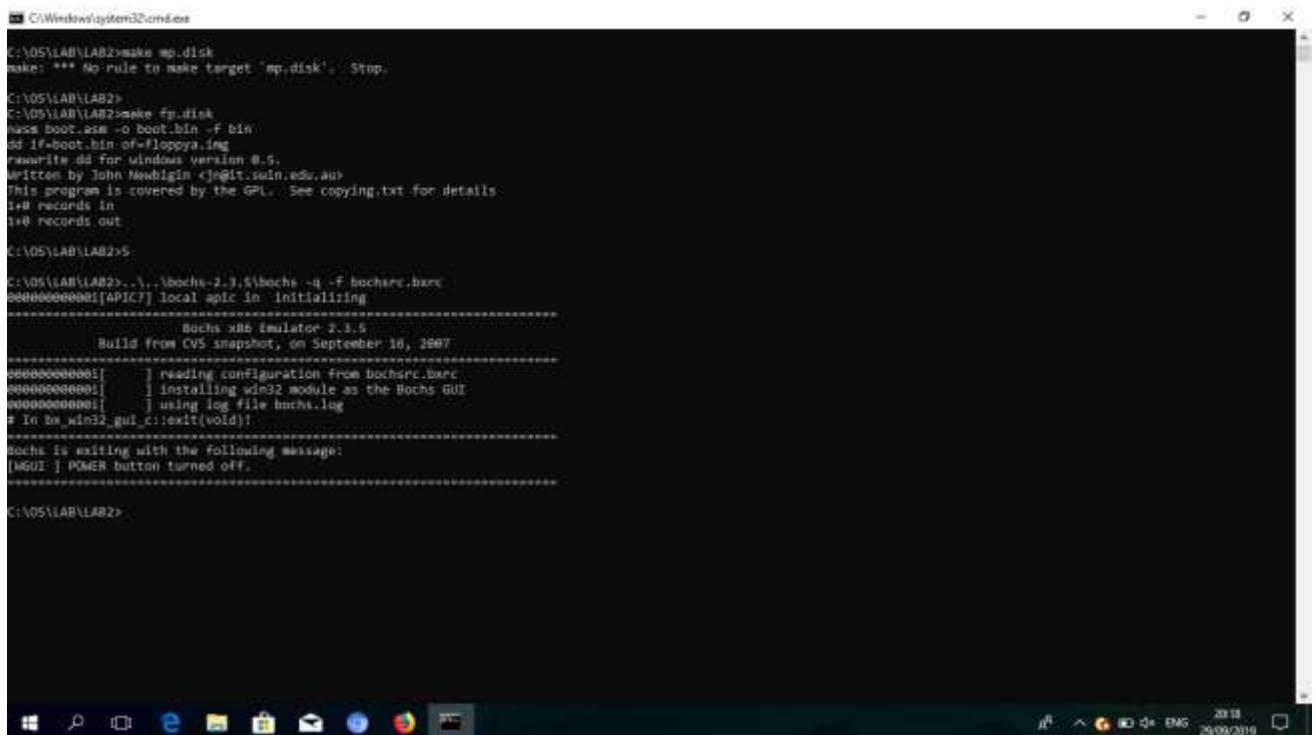 C:\Windows\system32\cmd.exe
C:\OS\LAB\LAB2>make mp.disk
make: *** No rule to make target `mp.disk'.  Stop.
C:\OS\LAB\LAB2>
C:\OS\LAB\LAB2>make fp.disk
nasm boot.asm -o boot.bin -f bin
dd if=boot.bin of=floppya.img
rawwrite dd for windows version 0.5.
Written by John Newbigin <jn@it.swin.edu.au>
This program is covered by the GPL.  See copying.txt for details
1+0 records in
1+0 records out
C:\OS\LAB\LAB2>S
C:\OS\LAB\LAB2>..\..\bochs-2.3.5\bochs -q -f bochsrc.bxrc
00000000000i[APIC?] local apic in  initializing
========================================================================
Bochs x86 Emulator 2.3.5
Build from CVS snapshot, on September 16, 2007
========================================================================
00000000000i[     ] reading configuration from bochsrc.bxrc
00000000000i[     ] installing win32 module as the Bochs GUI
00000000000i[     ] using log file bochs.log
# In bx_win32_gui_c::exit(void)!
========================================================================
Bochs is exiting with the following message:
[WGUI ] POWER button turned off.
========================================================================
C:\OS\LAB\LAB2>
ENG
20:18
29/09/2019